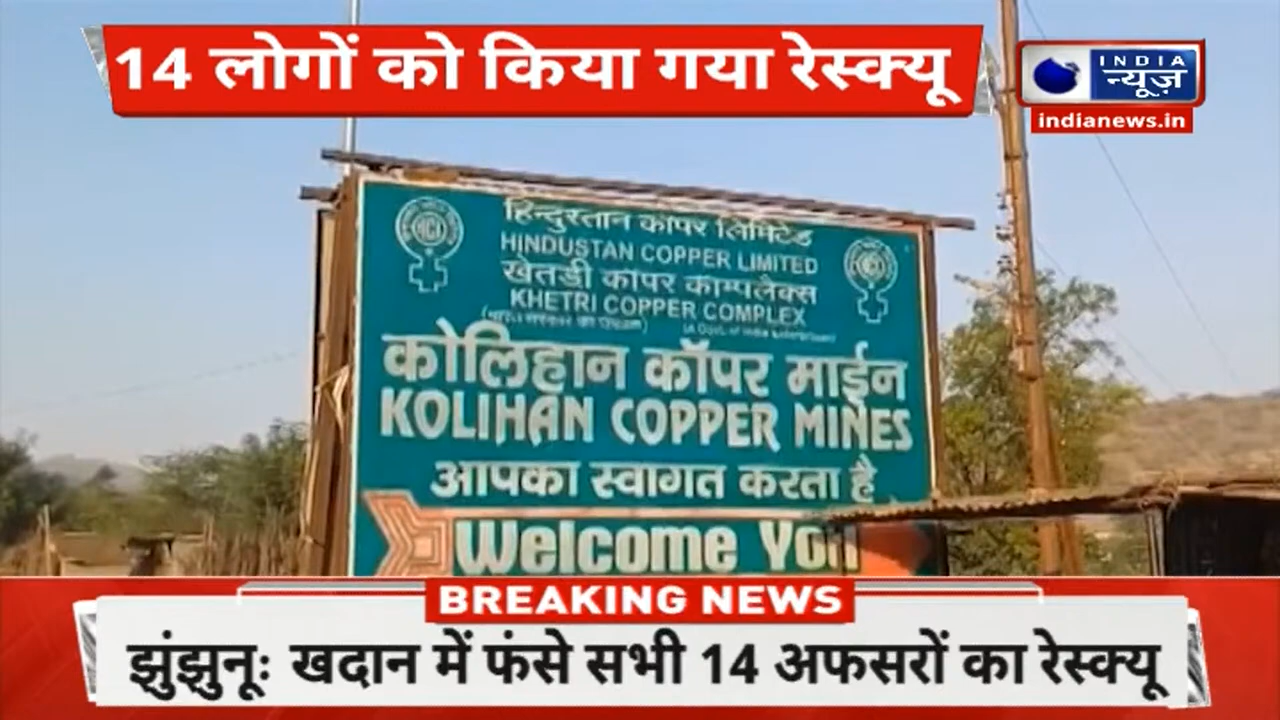 14 लोगों को किया गया रेस्क्यू
INDIA
न्यूज़
indianews.in
हिन्दुस्तान कॉपर लिमिटेड
HINDUSTAN COPPER LIMITED
खेतडी कॉपर काम्पलैक्स
KHETRI COPPER COMPLEX
(A Govt. of India Enterprises)
कोलिहान कॉपर माईन
KOLIHAN COPPER MINES
आपका स्वागत करता है
Welcome You
BREAKING NEWS
झुंझुनूः खदान में फंसे सभी 14 अफसरों का रेस्क्यू